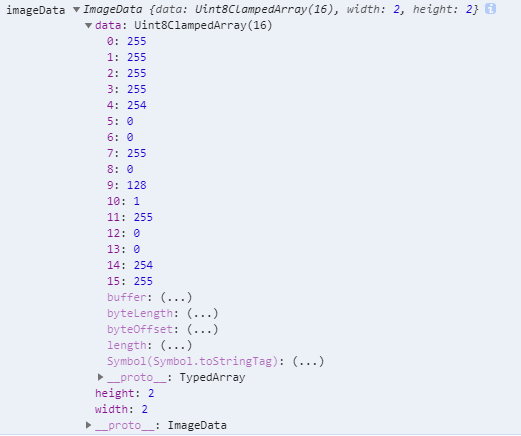 imageData ▼ ImageData {data: Uint8ClampedArray(16), width: 2, height: 2} i
▼ data: Uint8ClampedArray(16)
0: 255
1: 255
2: 255
3: 255
4: 254
5: 0
6: 0
7: 255
8: 0
9: 128
10: 1
11: 255
12: 0
13: 0
14: 254
15: 255
buffer: (...)
byteLength: (...)
byteOffset: (...)
length: (...)
Symbol(Symbol.toStringTag): (...)
▶ __proto__: TypedArray
height: 2
width: 2
▶ __proto__: ImageData